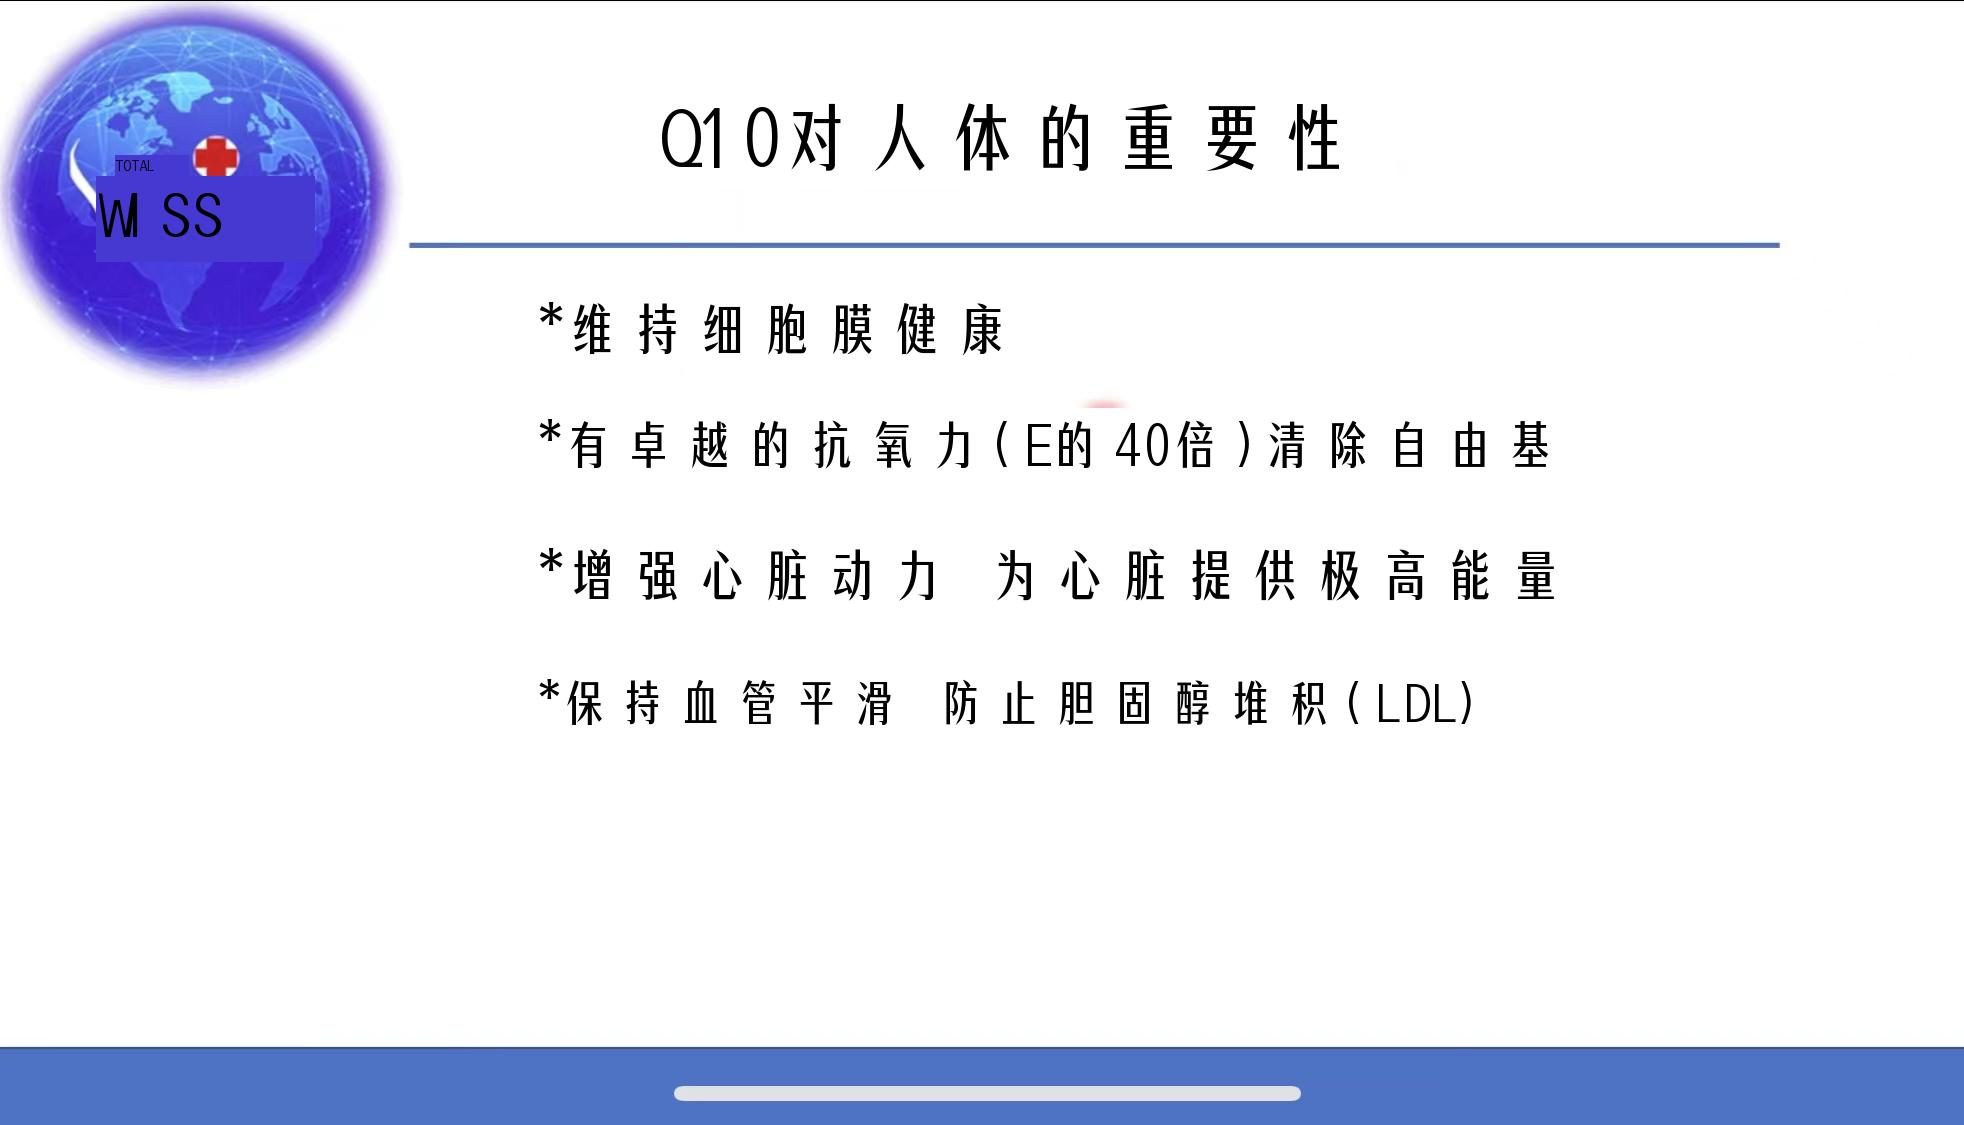 Q10对人体的重要性
TOTAL
WISS
*维持细胞膜健康
*有卓越的抗氧力(E的40倍)清除自由基
*增强心脏动力 为心脏提供极高能量
*保持血管平滑 防止胆固醇堆积(LDL)